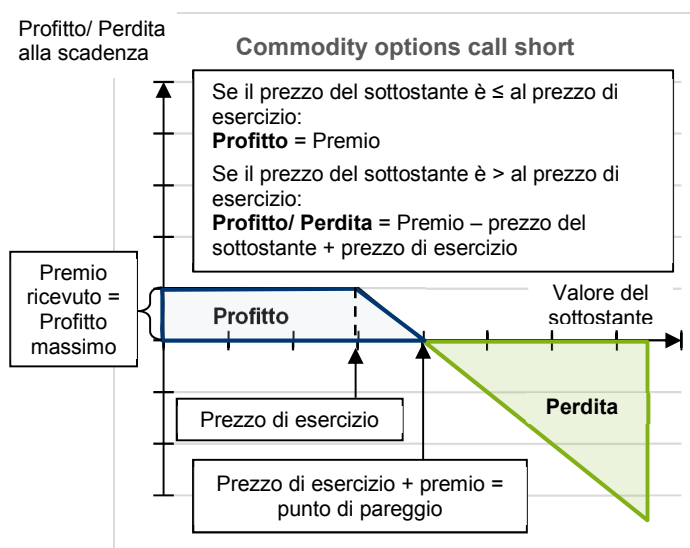 Profitto/ Perdita
alla scadenza
Commodity options call short
Se il prezzo del sottostante è ≤ al prezzo di
esercizio:
Profitto = Premio
Se il prezzo del sottostante è > al prezzo di
esercizio:
Profitto/ Perdita = Premio – prezzo del
sottostante + prezzo di esercizio
Premio
ricevuto =
Profitto
massimo
Profitto
Valore del
sottostante
Prezzo di esercizio
Perdita
Prezzo di esercizio + premio =
punto di pareggio